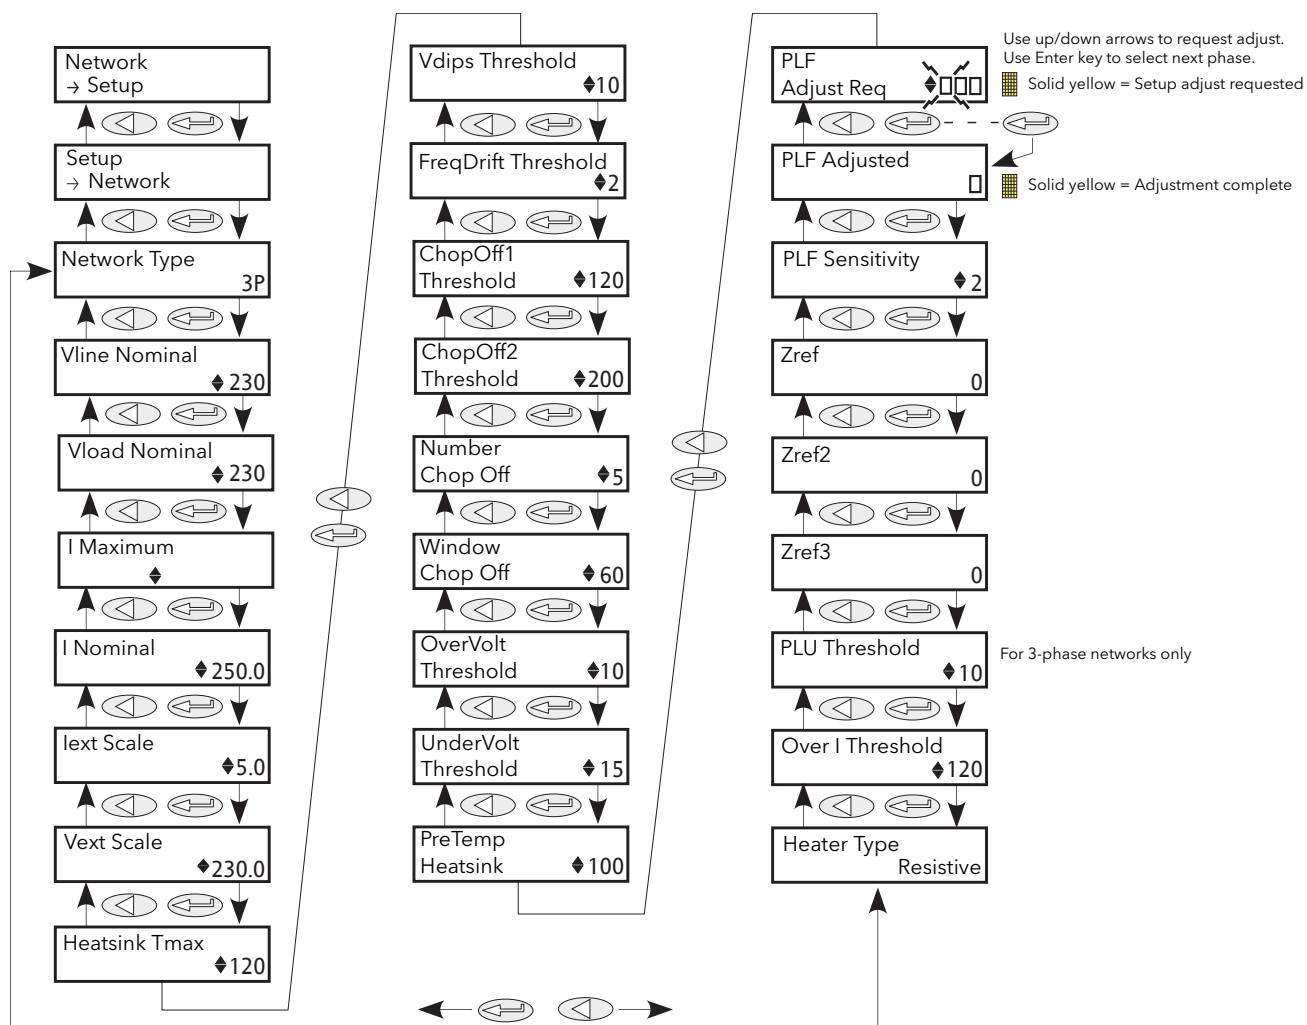 Network
→ Setup
Setup
→ Network
Network Type
3P
Vline Nominal
230
Vload Nominal
230
I Maximum
I Nominal
250.0
Iext Scale
5.0
Vext Scale
230.0
Heatsink Tmax
120
Vdips Threshold
10
FreqDrift Threshold
2
ChopOff1
Threshold 120
ChopOff2
Threshold 200
Number
Chop Off 5
Window
Chop Off 60
OverVolt
Threshold 10
UnderVolt
Threshold 15
PreTemp
Heatsink 100
PLF
Adjust Req
Use up/down arrows to request adjust.
Use Enter key to select next phase.
Solid yellow = Setup adjust requested
PLF Adjusted
Solid yellow = Adjustment complete
PLF Sensitivity
2
Zref
0
Zref2
0
Zref3
0
PLU Threshold
10
For 3-phase networks only
Over I Threshold
120
Heater Type
Resistive